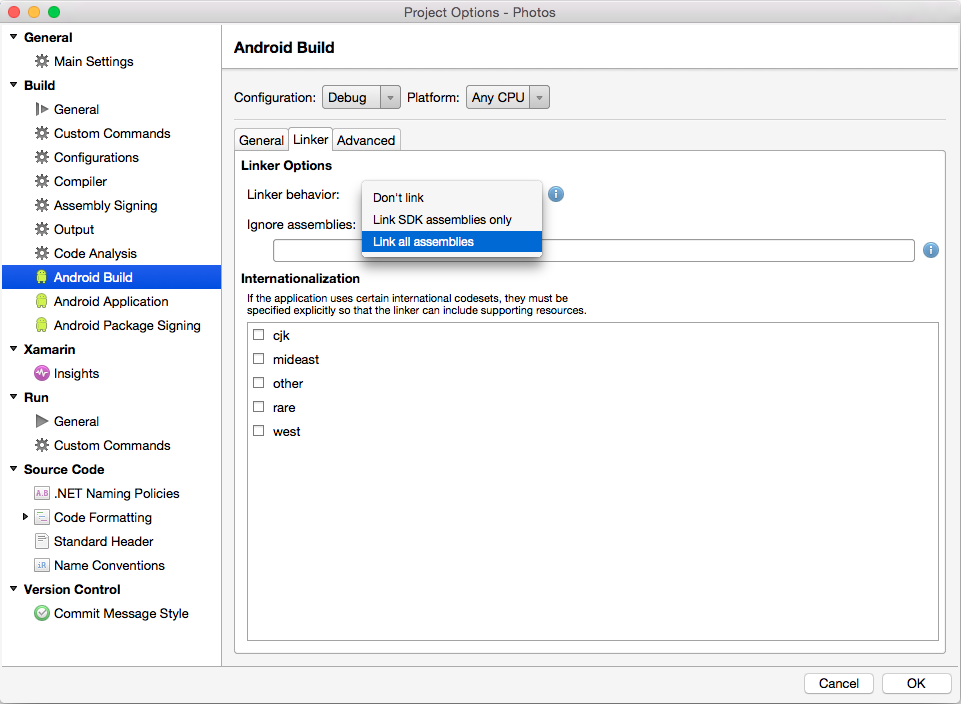 Project Options - Photos
General
Main Settings
Build
General
Custom Commands
Configurations
Compiler
Assembly Signing
Output
Code Analysis
Android Build
Android Application
Android Package Signing
Xamarin
Insights
Run
General
Custom Commands
Source Code
A.B .NET Naming Policies
Code Formatting
Standard Header
iR Name Conventions
Version Control
Commit Message Style
Android Build
Configuration: Debug Platform: Any CPU
General Linker Advanced
Linker Options
Linker behavior:
Don't link
Link SDK assemblies only
Link all assemblies
i
Ignore assemblies:
i
Internationalization
If the application uses certain international codesets, they must be
specified explicitly so that the linker can include supporting resources.
cjk
mideast
other
rare
west
Cancel OK